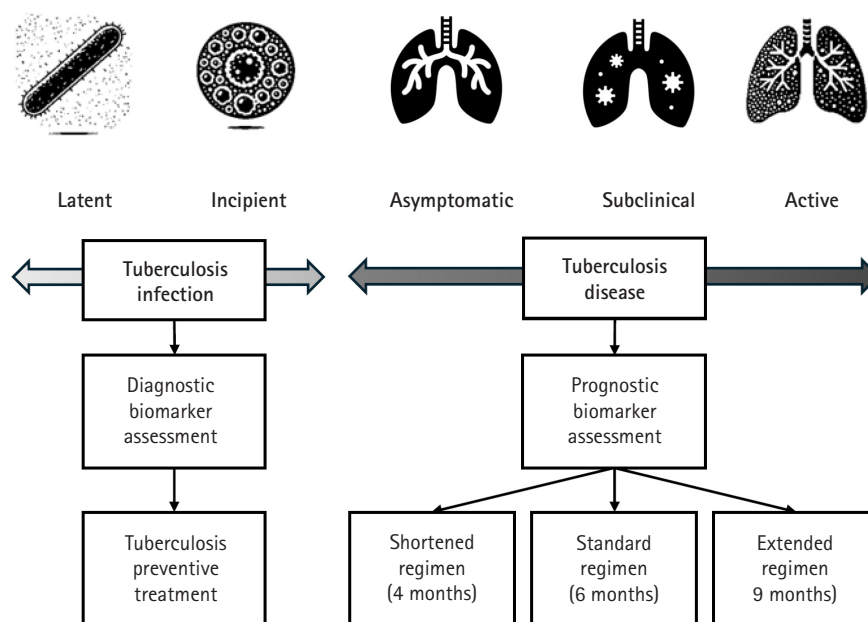 Latent
Incipient
Asymptomatic
Subclinical
Active
Tuberculosis
infection
Tuberculosis
disease
Diagnostic
biomarker
assessment
Prognostic
biomarker
assessment
Tuberculosis
preventive
treatment
Shortened
regimen
(4 months)
Standard
regimen
(6 months)
Extended
regimen
9 months)